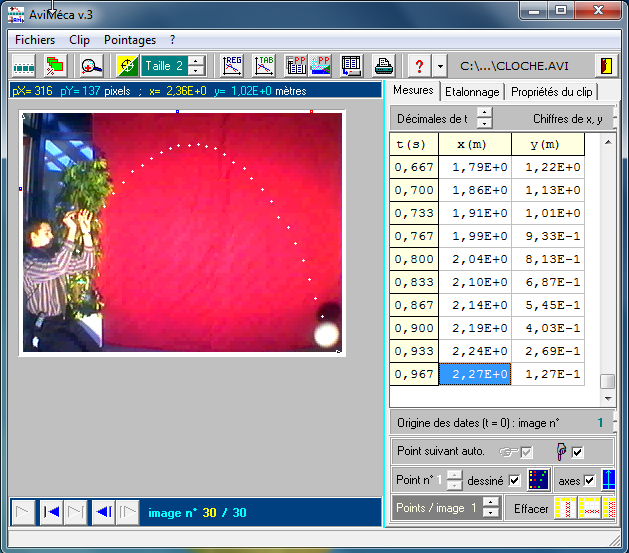 AviMéca v.3
Fichiers Clip Pointages ?
Taille 2 REG TAB PP PP ? C:\...\CLOCHE.AVI
pX= 316 pY= 137 pixels ; x= 2,36E+0 y= 1,02E+0 mètres
Mesures Etalonnage Propriétés du clip
Décimales de t Chiffres de x, y
t(s) x(m) y(m)
0,667 1,79E+0 1,22E+0
0,700 1,86E+0 1,13E+0
0,733 1,91E+0 1,01E+0
0,767 1,99E+0 9,33E-1
0,800 2,04E+0 8,13E-1
0,833 2,10E+0 6,87E-1
0,867 2,14E+0 5,45E-1
0,900 2,19E+0 4,03E-1
0,933 2,24E+0 2,69E-1
0,967 2,27E+0 1,27E-1
Origine des dates (t = 0) : image n° 1
Point suivant auto.
Point n° 1 dessiné axes
Points / image 1 Effacer
image n° 30 / 30